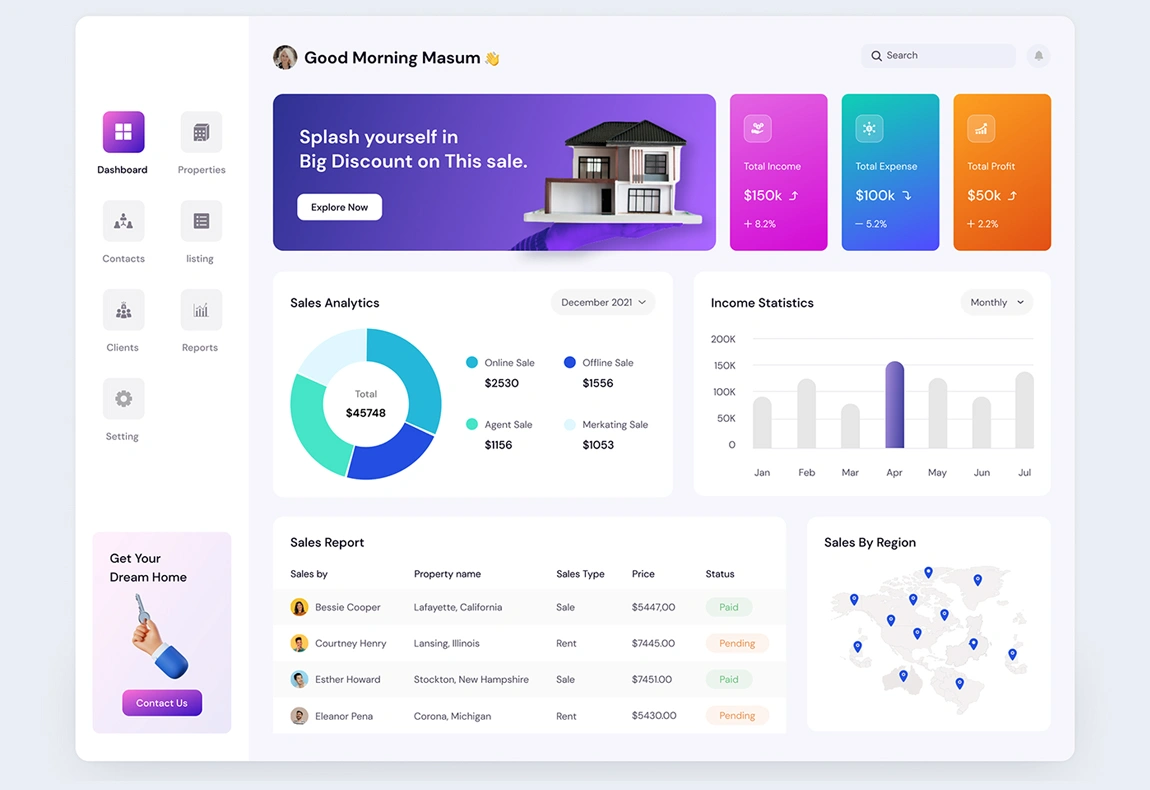 Good Morning Masum 👋
Search
Dashboard
Properties
Contacts
listing
Clients
Reports
Setting
Get Your
Dream Home
Contact Us
Splash yourself in
Big Discount on This sale.
Explore Now
Total Income
$150k
+ 8.2%
Total Expense
$100k
— 5.2%
Total Profit
$50k
+ 2.2%
Sales Analytics
December 2021
Total
$45748
Online Sale
$2530
Offline Sale
$1556
Agent Sale
$1156
Merkating Sale
$1053
Income Statistics
Monthly
200K
150K
100K
50K
0
Jan Feb Mar Apr May Jun Jul
Sales Report
Sales by Property name Sales Type Price Status
Bessie Cooper Lafayette, California Sale $5447,00 Paid
Courtney Henry Lansing, Illinois Rent $7445.00 Pending
Esther Howard Stockton, New Hampshire Sale $7451.00 Paid
Eleanor Pena Corona, Michigan Rent $5430.00 Pending
Sales By Region